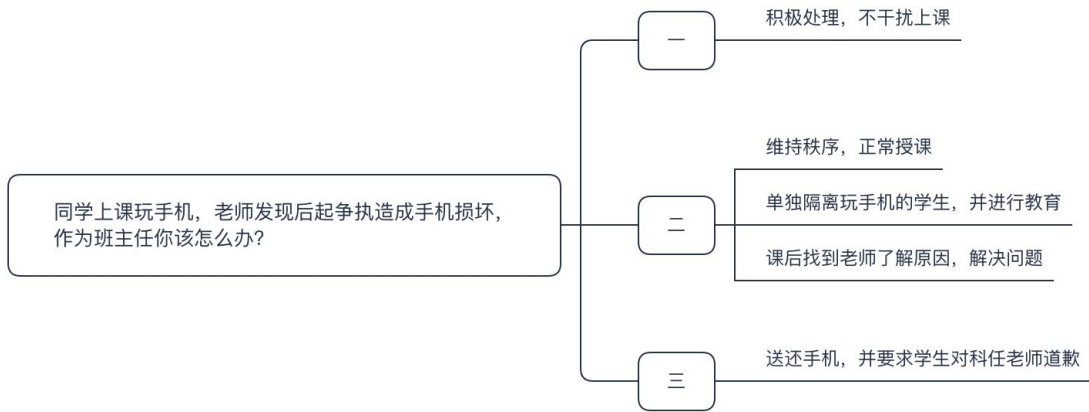 同学上课玩手机，老师发现后起争执造成手机损坏，
作为班主任你该怎么办？
一
积极处理，不干扰上课
二
维持秩序，正常授课
单独隔离玩手机的学生，并进行教育
课后找到老师了解原因，解决问题
三
送还手机，并要求学生对科任老师道歉